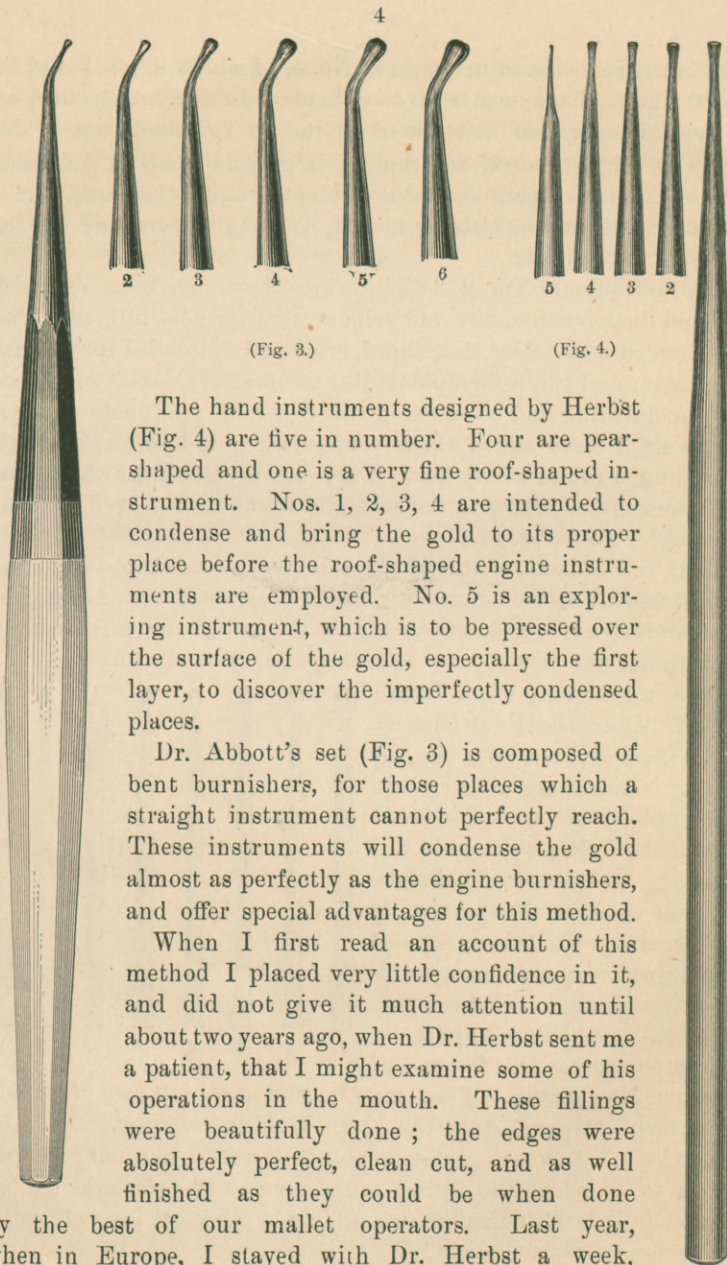 4
2 3 4 5 6
5 4 3 2
(Fig. 3.) (Fig. 4.)
The hand instruments designed by Herbst
(Fig. 4) are five in number. Four are pear-
shaped and one is a very fine roof-shaped in-
strument. Nos. 1, 2, 3, 4 are intended to
condense and bring the gold to its proper
place before the roof-shaped engine instru-
ments are employed. No. 5 is an explor-
ing instrument, which is to be pressed over
the surface of the gold, especially the first
layer, to discover the imperfectly condensed
places.
Dr. Abbott's set (Fig. 3) is composed of
bent burnishers, for those places which a
straight instrument cannot perfectly reach.
These instruments will condense the gold
almost as perfectly as the engine burnishers,
and offer special advantages for this method.
When I first read an account of this
method I placed very little confidence in it,
and did not give it much attention until
about two years ago, when Dr. Herbst sent me
a patient, that I might examine some of his
operations in the mouth. These fillings
were beautifully done ; the edges were
absolutely perfect, clean cut, and as well
finished as they could be when done
y the best of our mallet operators. Last year,
hen in Europe, I stayed with Dr. Herbst a week,